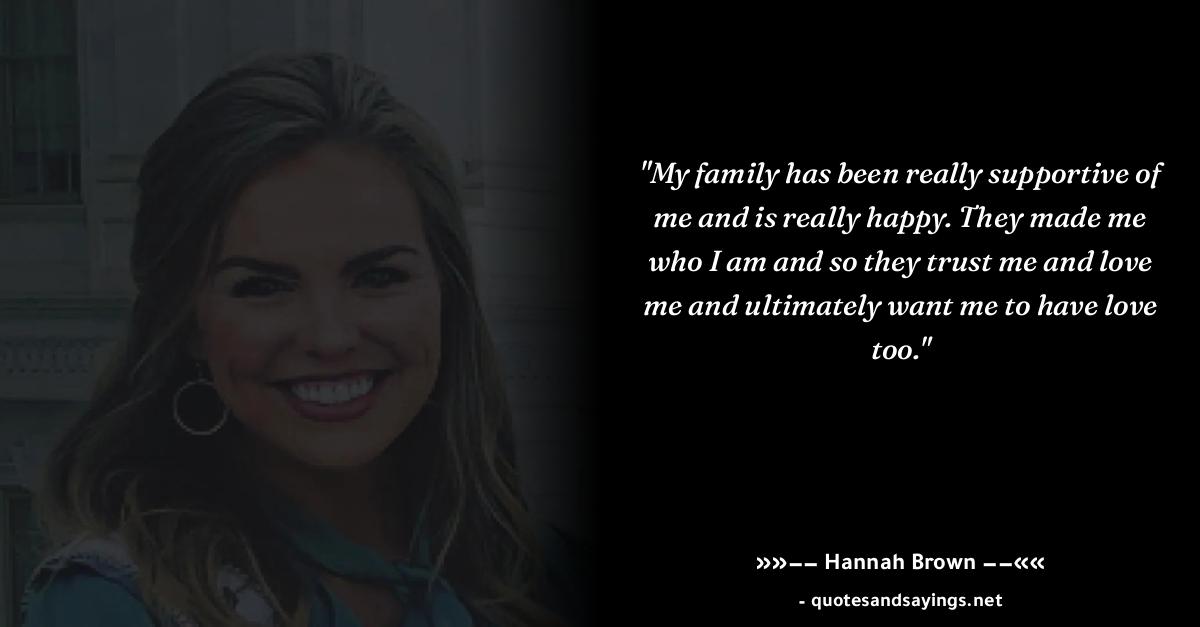 "My family has been really supportive of
me and is really happy. They made me
who I am and so they trust me and love
me and ultimately want me to have love
too."
»»−− Hannah Brown −−««
- quotesandsayings.net